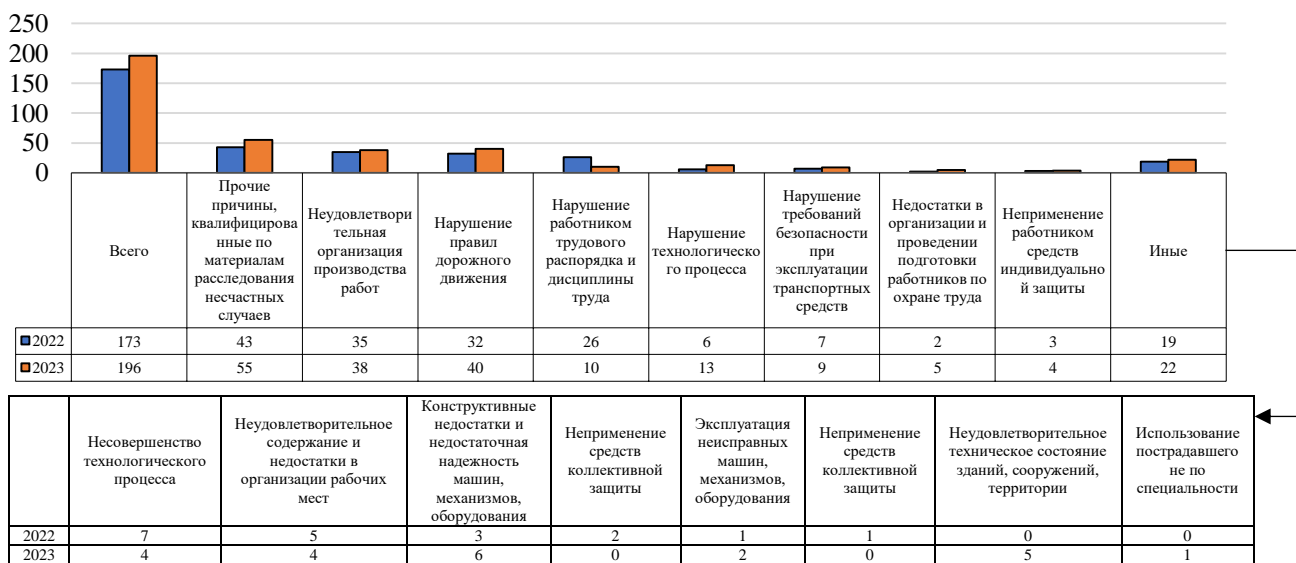 250
200
150
100
50
0
Всего
Прочие
причины,
квалифицирова
нные по
материалам
расследования
несчастных
случаев
Неудовлетвори
тельная
организация
производства
работ
Нарушение
правил
дорожного
движения
Нарушение
работником
трудового
распорядка и
дисциплины
труда
Нарушение
технологическо
го процесса
Нарушение
требований
безопасности
при
эксплуатации
транспортных
средств
Недостатки в
организации и
проведении
подготовки
работников по
охране труда
Неприменение
работником
средств
индивидуально
й защиты
Иные
2022 173 43 35 32 26 6 7 2 3 19
2023 196 55 38 40 10 13 9 5 4 22
Несовершенство
технологического
процесса
Неудовлетворительное
содержание и
недостатки в
организации рабочих
мест
Конструктивные
недостатки и
недостаточная
надежность
машин,
механизмов,
оборудования
Неприменение
средств
коллективной
защиты
Эксплуатация
неисправных
машин,
механизмов,
оборудования
Неприменение
средств
коллективной
защиты
Неудовлетворительное
техническое состояние
зданий, сооружений,
территории
Использование
пострадавшего
не по
специальности
2022 7 5 3 2 1 1 0 0
2023 4 4 6 0 2 0 5 1